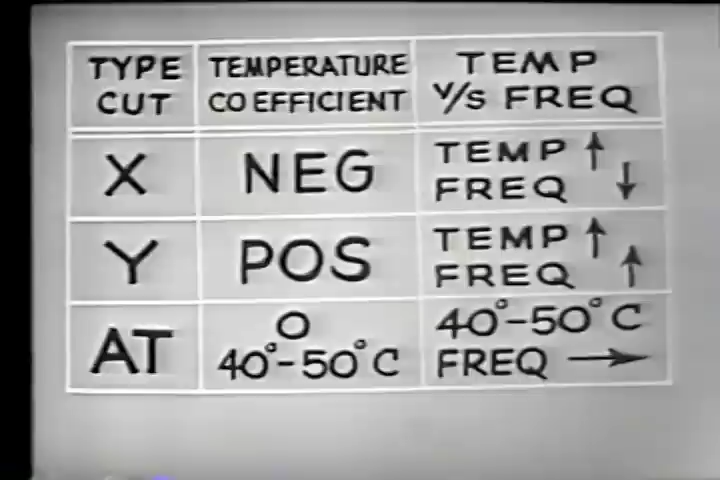 TYPE CUT
TEMPERATURE COEFFICIENT
TEMP V/S FREQ
X
NEG
TEMP ↑
FREQ ↓
Y
POS
TEMP ↑
FREQ ↑
AT
0
40°-50°C
40°-50°C
FREQ →